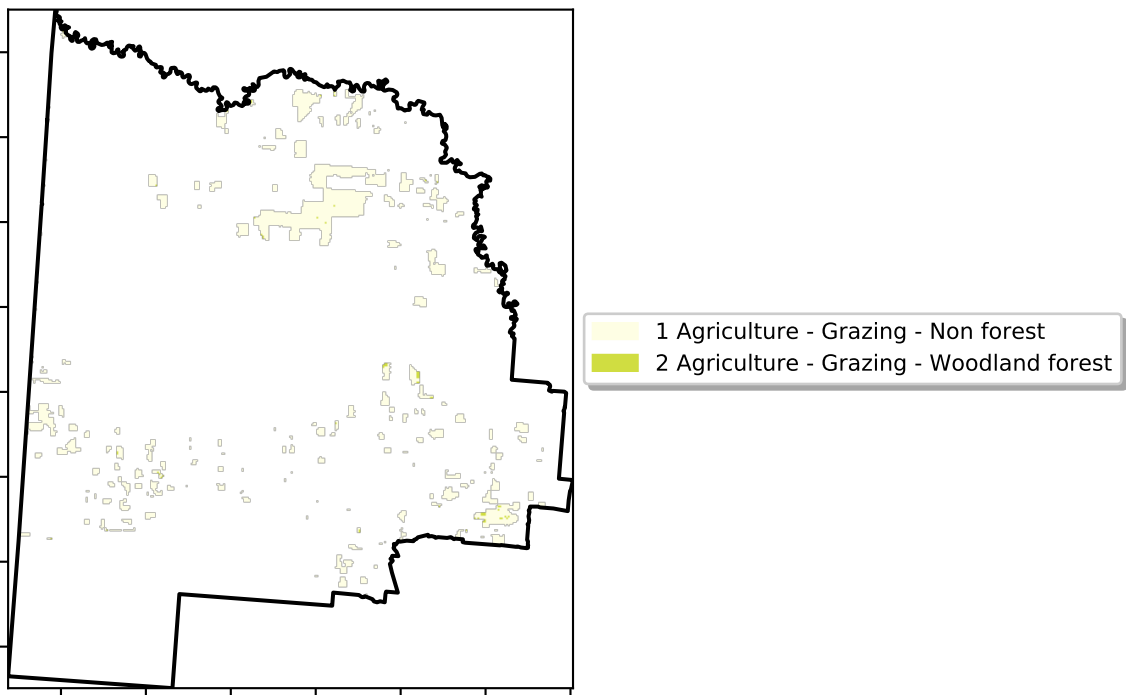 1 Agriculture - Grazing - Non forest
2 Agriculture - Grazing - Woodland forest